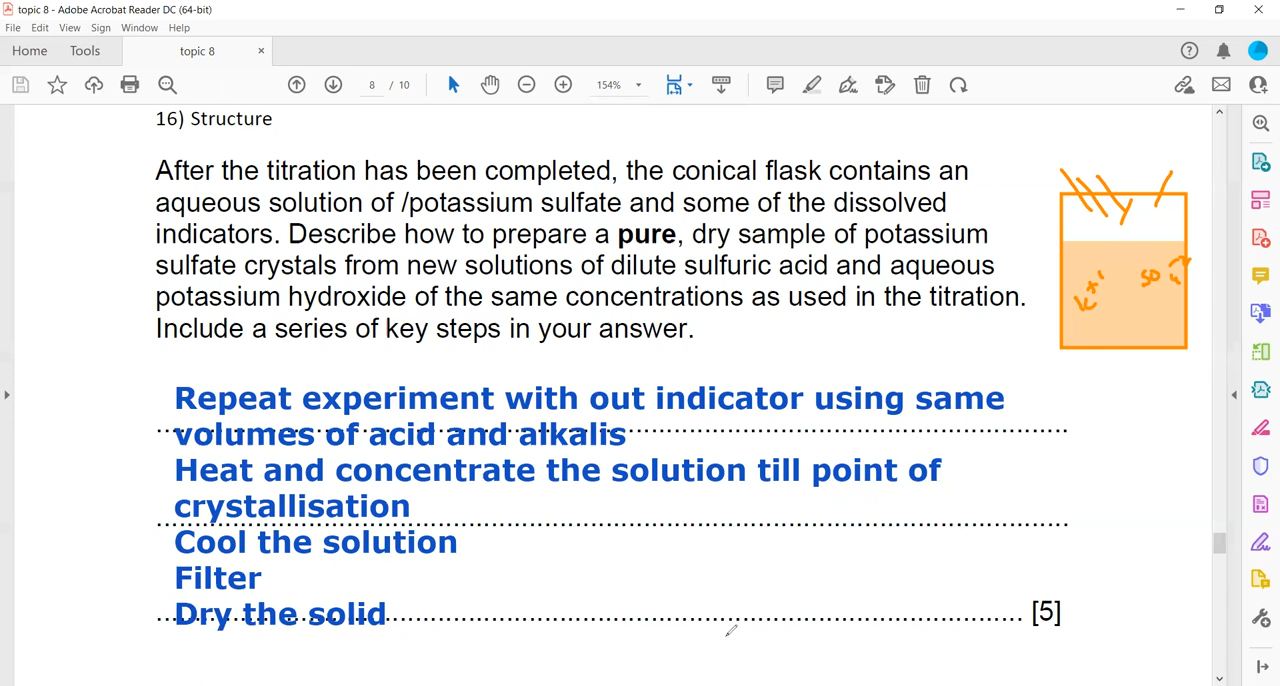 topic 8 - Adobe Acrobat Reader DC (64-bit)
File Edit View Sign Window Help
Home Tools topic 8 ×
8 / 10 154%
16) Structure
After the titration has been completed, the conical flask contains an
aqueous solution of /potassium sulfate and some of the dissolved
indicators. Describe how to prepare a pure, dry sample of potassium
sulfate crystals from new solutions of dilute sulfuric acid and aqueous
potassium hydroxide of the same concentrations as used in the titration.
Include a series of key steps in your answer.
Repeat experiment with out indicator using same
volumes of acid and alkalis
Heat and concentrate the solution till point of
crystallisation
Cool the solution
Filter
Dry the solid
[5]